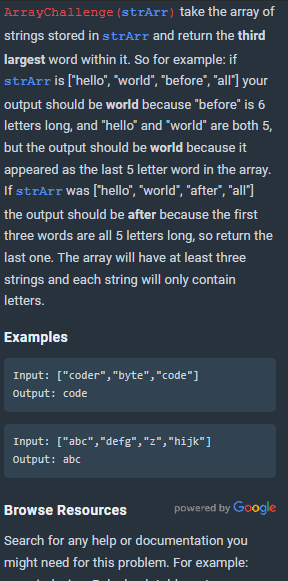 ArrayChallenge(strArr) take the array of
strings stored in strArr and return the third
largest word within it. So for example: if
strArr is ["hello", "world", "before", "all"] your
output should be world because "before" is 6
letters long, and "hello" and "world" are both 5,
but the output should be world because it
appeared as the last 5 letter word in the array.
If strArr was ["hello", "world", "after", "all"]
the output should be after because the first
three words are all 5 letters long, so return the
last one. The array will have at least three
strings and each string will only contain
letters.
Examples
Input: ["coder","byte","code"]
Output: code
Input: ["abc","defg","z","hijk"]
Output: abc
Browse Resources powered by Google
Search for any help or documentation you
might need for this problem. For example: